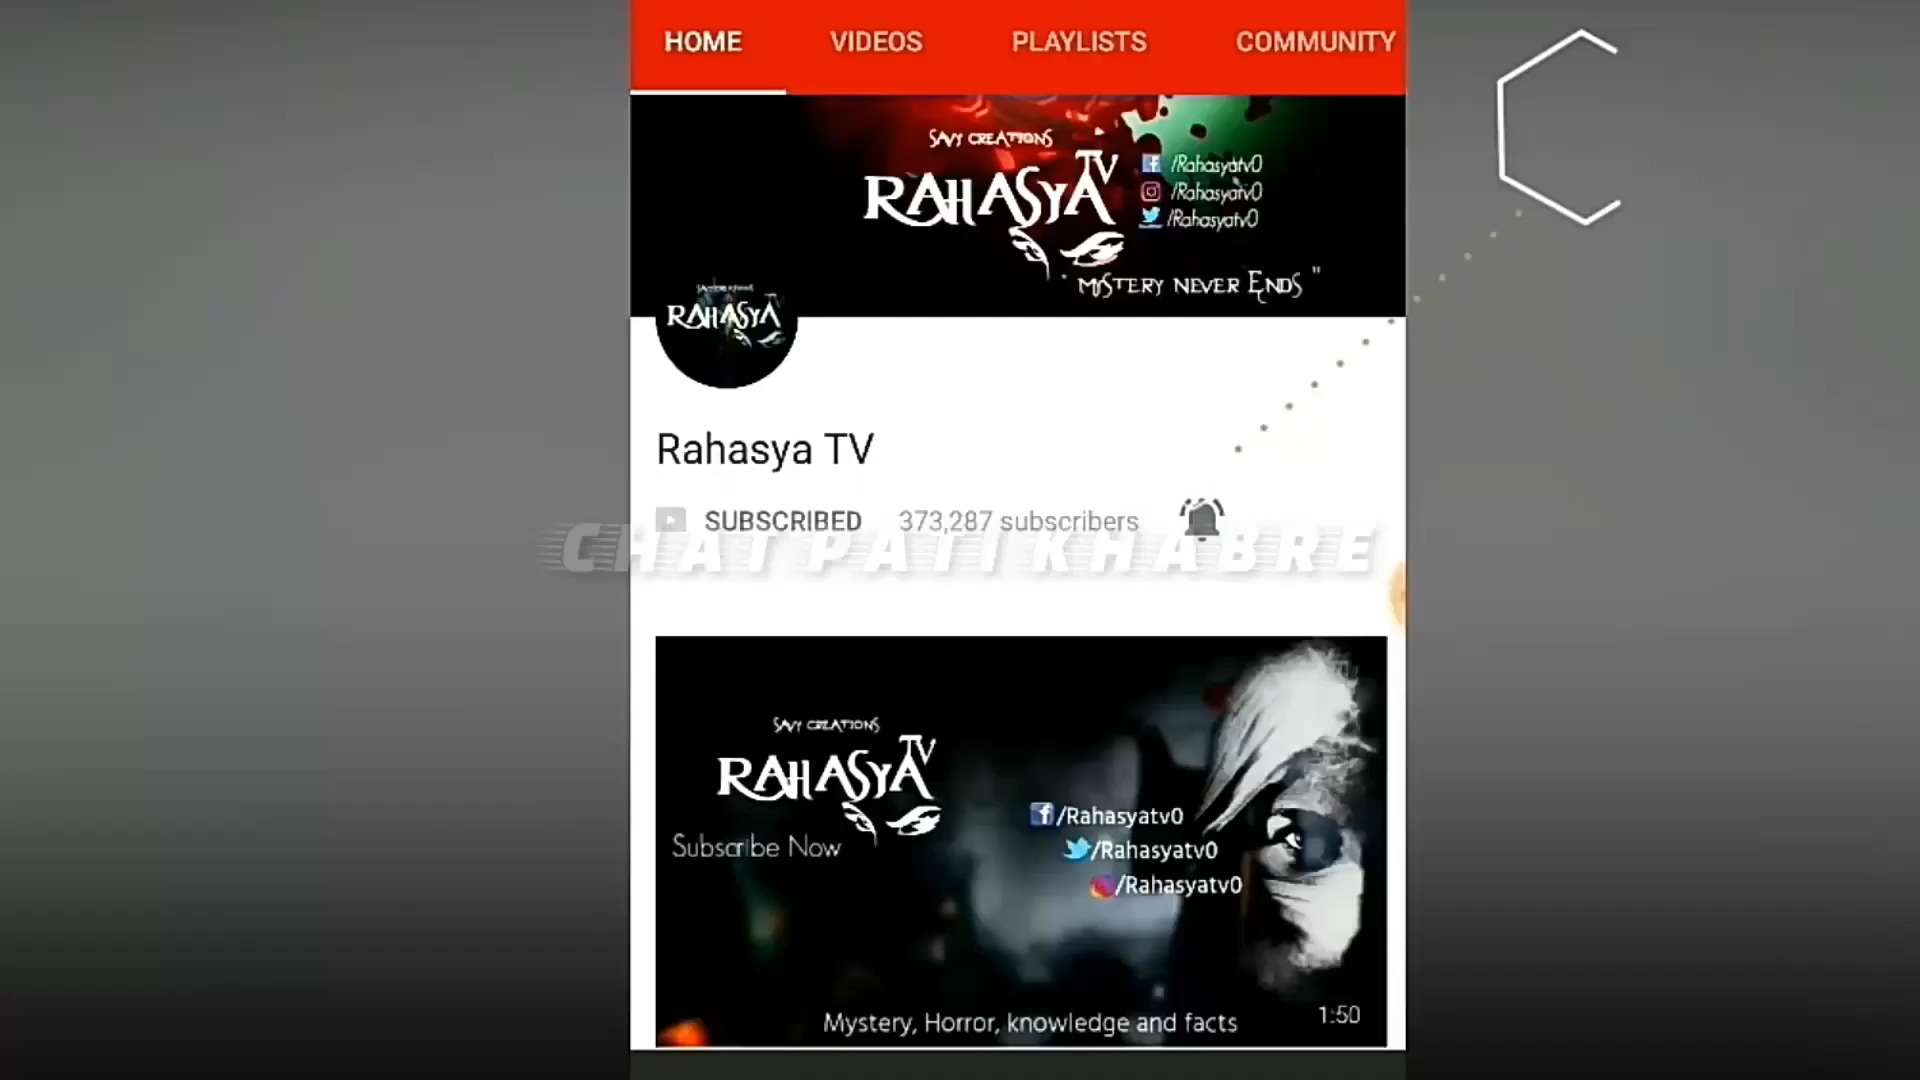 HOME VIDEOS PLAYLISTS COMMUNITY
SAVY CREATIONS
RAHASYA TV
/Rahasyatv0
/Rahasyatv0
/Rahasyatv0
"MYSTERY NEVER ENDS"
RAHASYA TV
Rahasya TV
SUBSCRIBED 373,287 subscribers
CHAT PATI KHABRE
SAVY CREATIONS
RAHASYA TV
Subscribe Now
/Rahasyatv0
/Rahasyatv0
/Rahasyatv0
Mystery, Horror, knowledge and facts
1:50